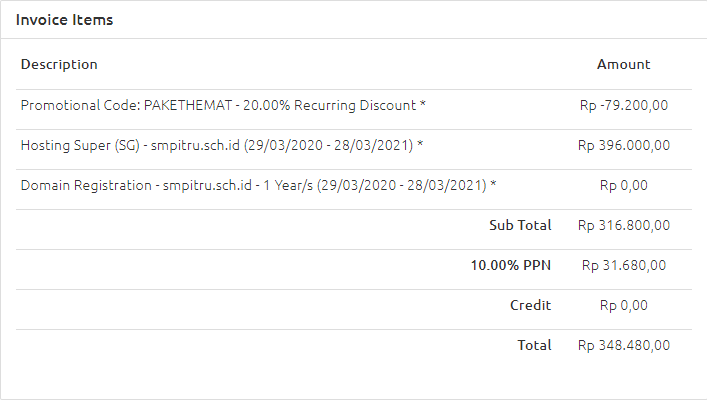 Invoice Items
Description Amount
Promotional Code: PAKETHEMAT - 20.00% Recurring Discount * Rp -79.200,00
Hosting Super (SG) - smpitru.sch.id (29/03/2020 - 28/03/2021) * Rp 396.000,00
Domain Registration - smpitru.sch.id - 1 Year/s (29/03/2020 - 28/03/2021) * Rp 0,00
Sub Total Rp 316.800,00
10.00% PPN Rp 31.680,00
Credit Rp 0,00
Total Rp 348.480,00